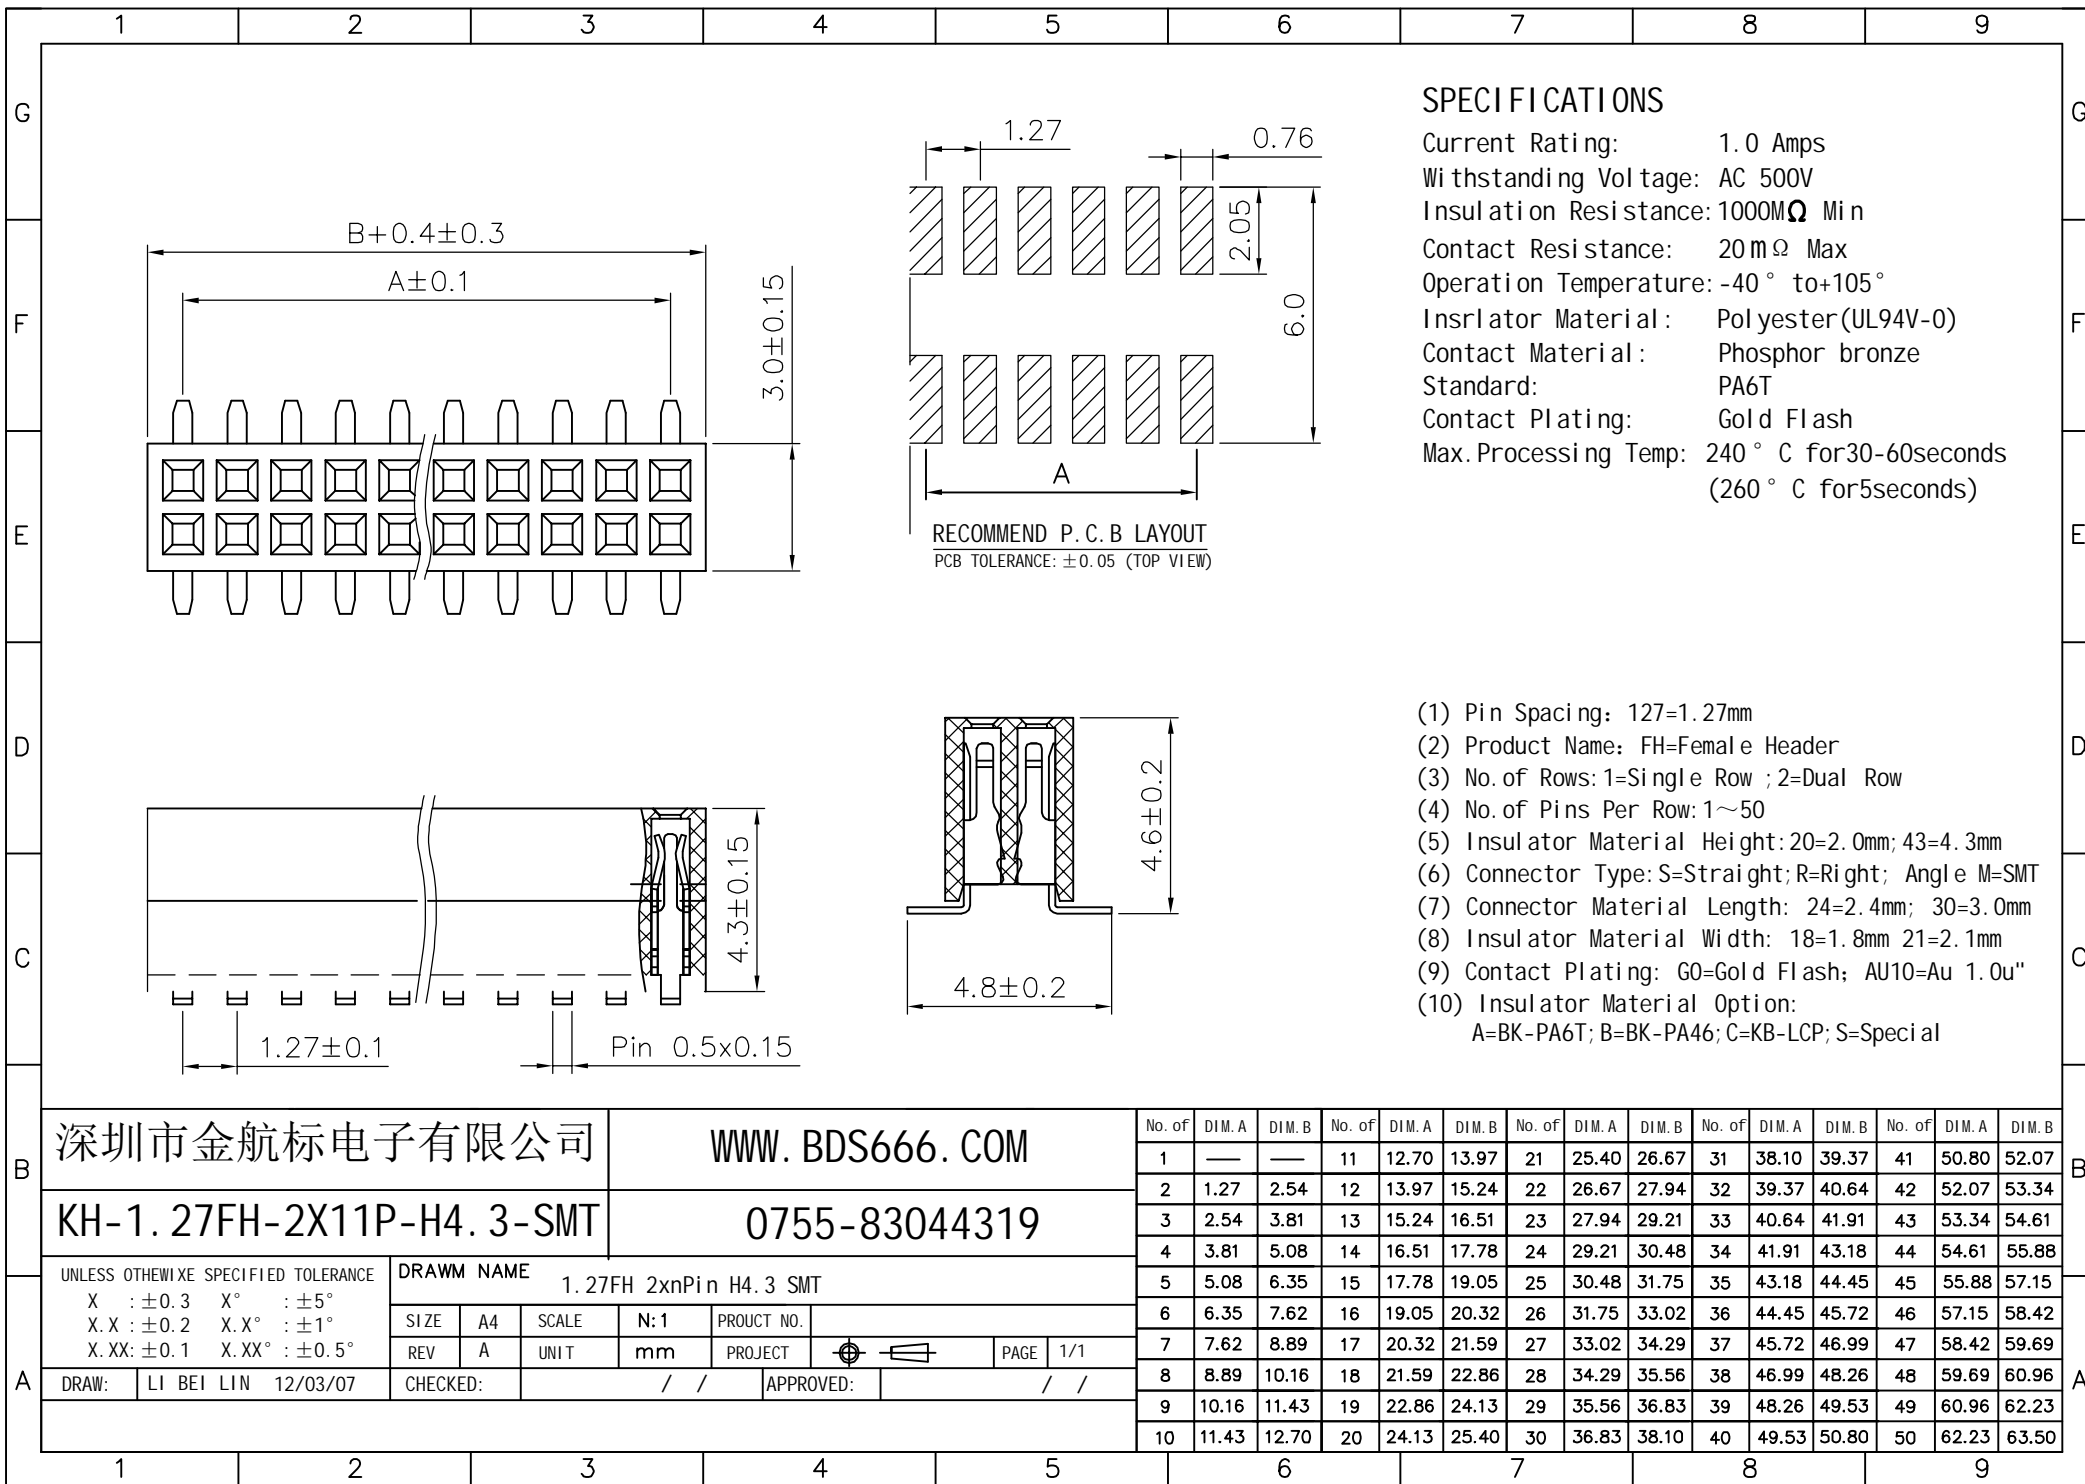 1 2 3 4 5 6 7 8 9
G G
F F
E E
D D
C C
B B
A A
B+0.4±0.3
A±0.1
3.0±0.15
1.27
0.76
2.05
6.0
A
RECOMMEND P.C.B LAYOUT
PCB TOLERANCE: ±0.05 (TOP VIEW)
SPECIFICATIONS
Current Rating: 1.0 Amps
Withstanding Voltage: AC 500V
Insulation Resistance: 1000MΩ Min
Contact Resistance: 20mΩ Max
Operation Temperature: -40° to+105°
Insrlator Material: Polyester(UL94V-0)
Contact Material: Phosphor bronze
Standard: PA6T
Contact Plating: Gold Flash
Max.Processing Temp: 240°C for30-60seconds
(260°C for5seconds)
4.3±0.15
1.27±0.1
Pin 0.5x0.15
4.6±0.2
4.8±0.2
(1) Pin Spacing: 127=1.27mm
(2) Product Name: FH=Female Header
(3) No.of Rows:1=Single Row ;2=Dual Row
(4) No.of Pins Per Row:1~50
(5) Insulator Material Height:20=2.0mm;43=4.3mm
(6) Connector Type:S=Straight;R=Right; Angle M=SMT
(7) Connector Material Length: 24=2.4mm; 30=3.0mm
(8) Insulator Material Width: 18=1.8mm 21=2.1mm
(9) Contact Plating: G0=Gold Flash; AU10=Au 1.0u"
(10) Insulator Material Option:
A=BK-PA6T;B=BK-PA46;C=KB-LCP;S=Special
深圳市金航标电子有限公司 WWW.BDS666.COM
KH-1.27FH-2X11P-H4.3-SMT 0755-83044319
UNLESS OTHEWIXE SPECIFIED TOLERANCE
X :±0.3 X° :±5°
X.X :±0.2 X.X° :±1°
X.XX:±0.1 X.XX° :±0.5°
DRAWM NAME 1.27FH 2xnPin H4.3 SMT
SIZE A4 SCALE N:1 PROUCT NO.
REV A UNIT mm PROJECT PAGE 1/1
DRAW: LI BEI LIN 12/03/07 CHECKED: / / APPROVED: / /
No.of DIM.A DIM.B No.of DIM.A DIM.B No.of DIM.A DIM.B No.of DIM.A DIM.B No.of DIM.A DIM.B
1 — — 11 12.70 13.97 21 25.40 26.67 31 38.10 39.37 41 50.80 52.07
2 1.27 2.54 12 13.97 15.24 22 26.67 27.94 32 39.37 40.64 42 52.07 53.34
3 2.54 3.81 13 15.24 16.51 23 27.94 29.21 33 40.64 41.91 43 53.34 54.61
4 3.81 5.08 14 16.51 17.78 24 29.21 30.48 34 41.91 43.18 44 54.61 55.88
5 5.08 6.35 15 17.78 19.05 25 30.48 31.75 35 43.18 44.45 45 55.88 57.15
6 6.35 7.62 16 19.05 20.32 26 31.75 33.02 36 44.45 45.72 46 57.15 58.42
7 7.62 8.89 17 20.32 21.59 27 33.02 34.29 37 45.72 46.99 47 58.42 59.69
8 8.89 10.16 18 21.59 22.86 28 34.29 35.56 38 46.99 48.26 48 59.69 60.96
9 10.16 11.43 19 22.86 24.13 29 35.56 36.83 39 48.26 49.53 49 60.96 62.23
10 11.43 12.70 20 24.13 25.40 30 36.83 38.10 40 49.53 50.80 50 62.23 63.50
1 2 3 4 5 6 7 8 9